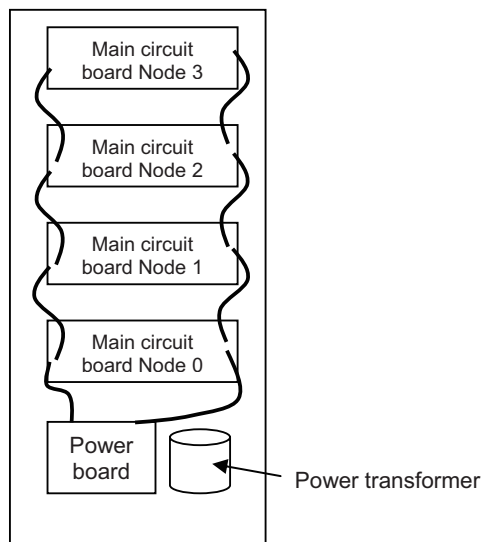 Main circuit
board Node 3
Main circuit
board Node 2
Main circuit
board Node 1
Main circuit
board Node 0
Power
board
Power transformer